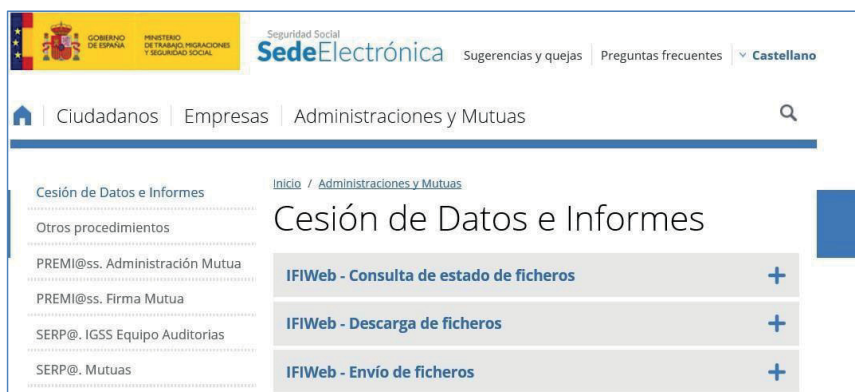 GOBIERNO
DE ESPAÑA
MINISTERIO
DE TRABAJO, MIGRACIONES
Y SEGURIDAD SOCIAL
Seguridad Social
SedeElectrónica
Sugerencias y quejas
Preguntas frecuentes
Castellano
Ciudadanos
Empresas
Administraciones y Mutuas
Cesión de Datos e Informes
Otros procedimientos
PREMI@ss. Administración Mutua
PREMI@ss. Firma Mutua
SERP@. IGSS Equipo Auditorias
SERP@. Mutuas
Inicio / Administraciones y Mutuas
Cesión de Datos e Informes
IFIWeb - Consulta de estado de ficheros
IFIWeb - Descarga de ficheros
IFIWeb - Envío de ficheros